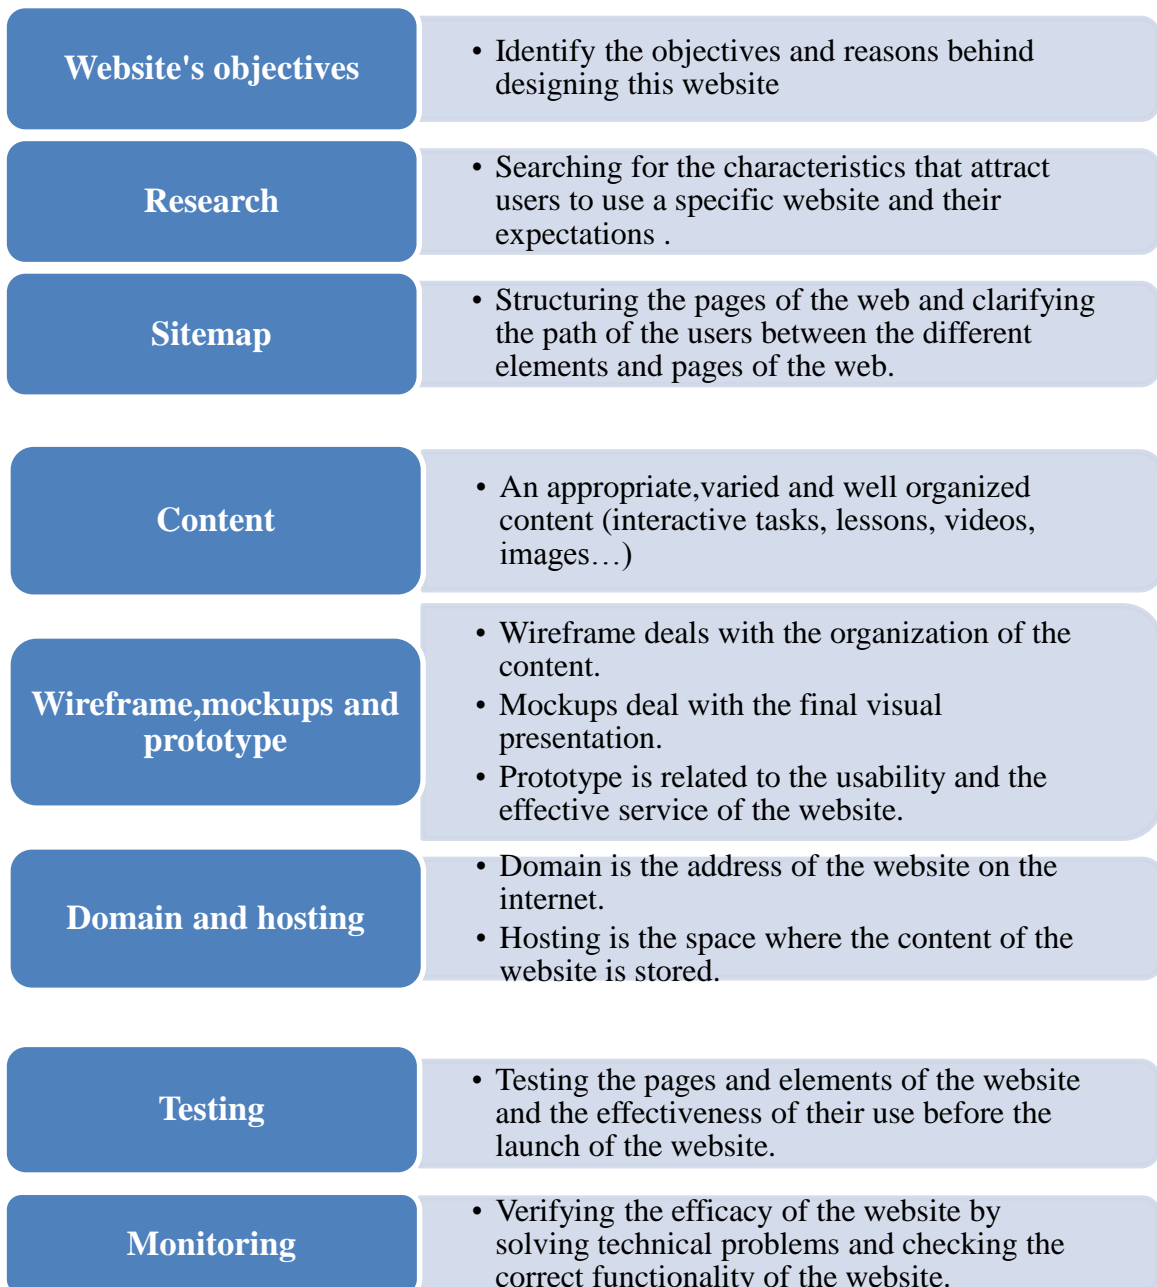 Website's objectives
• Identify the objectives and reasons behind
designing this website
Research
• Searching for the characteristics that attract
users to use a specific website and their
expectations .
Sitemap
• Structuring the pages of the web and clarifying
the path of the users between the different
elements and pages of the web.
Content
• An appropriate,varied and well organized
content (interactive tasks, lessons, videos,
images…)
Wireframe,mockups and
prototype
• Wireframe deals with the organization of the
content.
• Mockups deal with the final visual
presentation.
• Prototype is related to the usability and the
effective service of the website.
Domain and hosting
• Domain is the address of the website on the
internet.
• Hosting is the space where the content of the
website is stored.
Testing
• Testing the pages and elements of the website
and the effectiveness of their use before the
launch of the website.
Monitoring
• Verifying the efficacy of the website by
solving technical problems and checking the
correct functionality of the website.